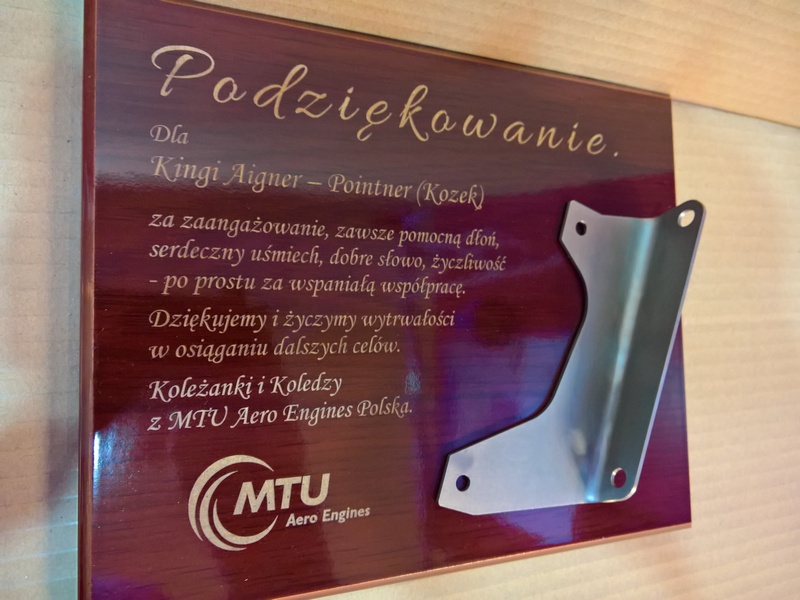 Podziękowanie.
Dla
Kingi Aigner – Pointner (Kozek)
za zaangażowanie, zawsze pomocną dłoń,
serdeczny uśmiech, dobre słowo, życzliwość
- po prostu za wspaniałą współpracę.
Dziękujemy i życzymy wytrwałości
w osiąganiu dalszych celów.
Koleżanki i Koledzy
z MTU Aero Engines Polska.
MTU
Aero Engines